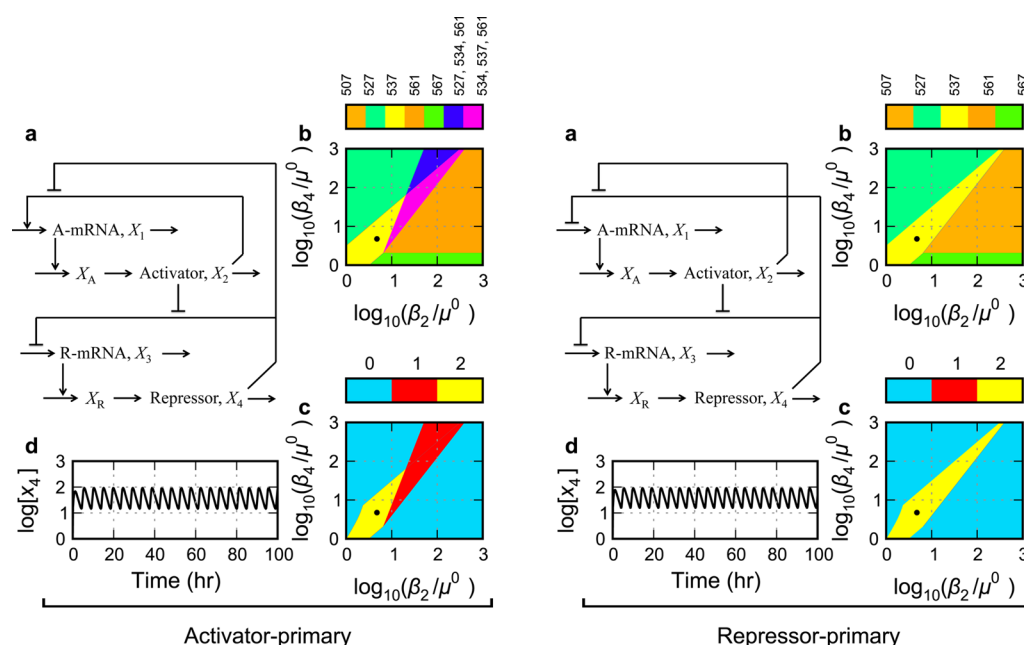 507
527
537
561
567
527, 534, 561
534, 537, 561
a
b
A-mRNA, X1
XA
Activator, X2
R-mRNA, X3
XR
Repressor, X4
log10(β4/μ0)
3
2
1
0
0 1 2 3
log10(β2/μ0)
0 1 2
c
log10(β4/μ0)
3
2
1
0
0 1 2 3
log10(β2/μ0)
d
log[x4]
3
2
1
0
0 20 40 60 80 100
Time (hr)
Activator-primary
507
527
537
561
567
a
b
A-mRNA, X1
XA
Activator, X2
R-mRNA, X3
XR
Repressor, X4
log10(β4/μ0)
3
2
1
0
0 1 2 3
log10(β2/μ0)
0 1 2
c
log10(β4/μ0)
3
2
1
0
0 1 2 3
log10(β2/μ0)
d
log[x4]
3
2
1
0
0 20 40 60 80 100
Time (hr)
Repressor-primary